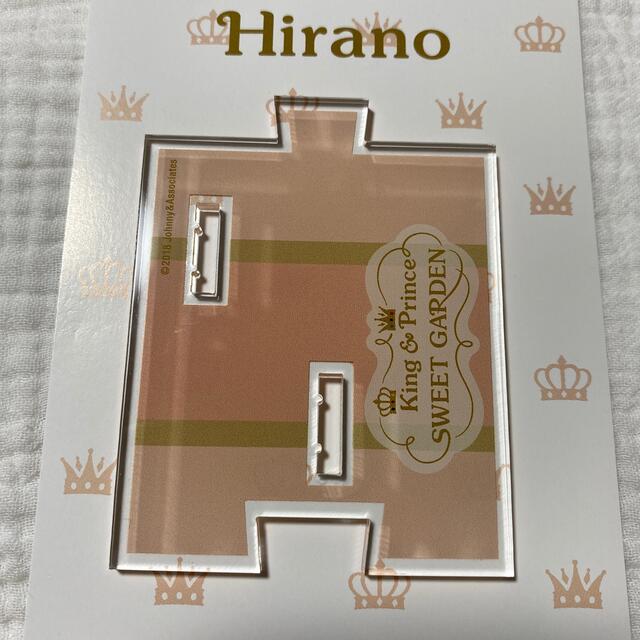 Hirano
©2018 Johnny&Associates
King & Prince
SWEET GARDEN